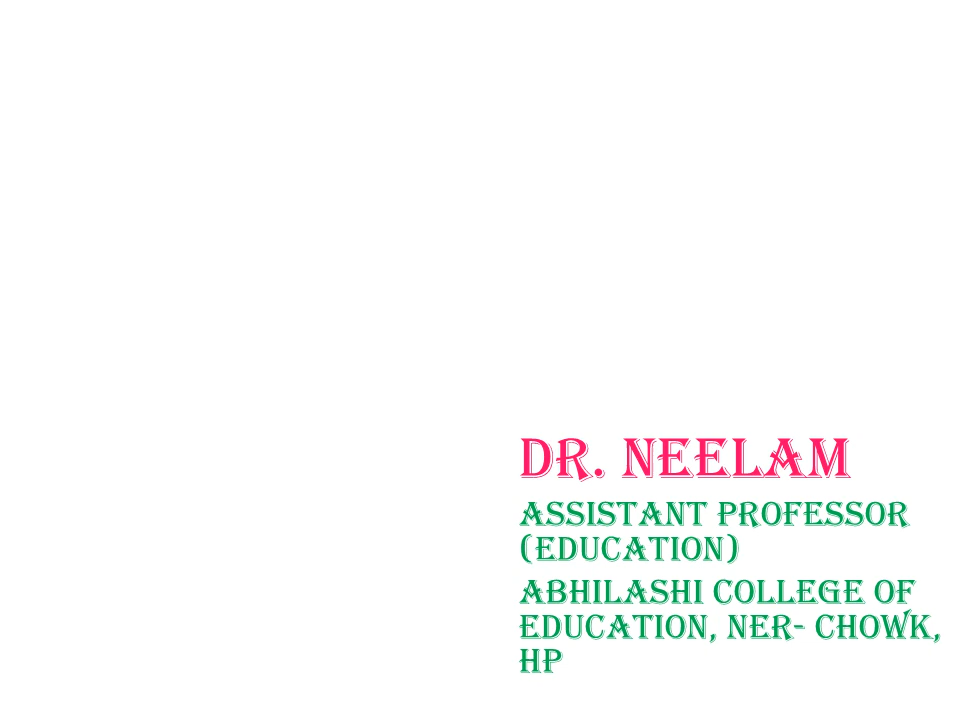 DR. NEELAM
ASSISTANT PROFESSOR
(EDUCATION)
ABHILASHI COLLEGE OF
EDUCATION, NER- CHOWK,
HP